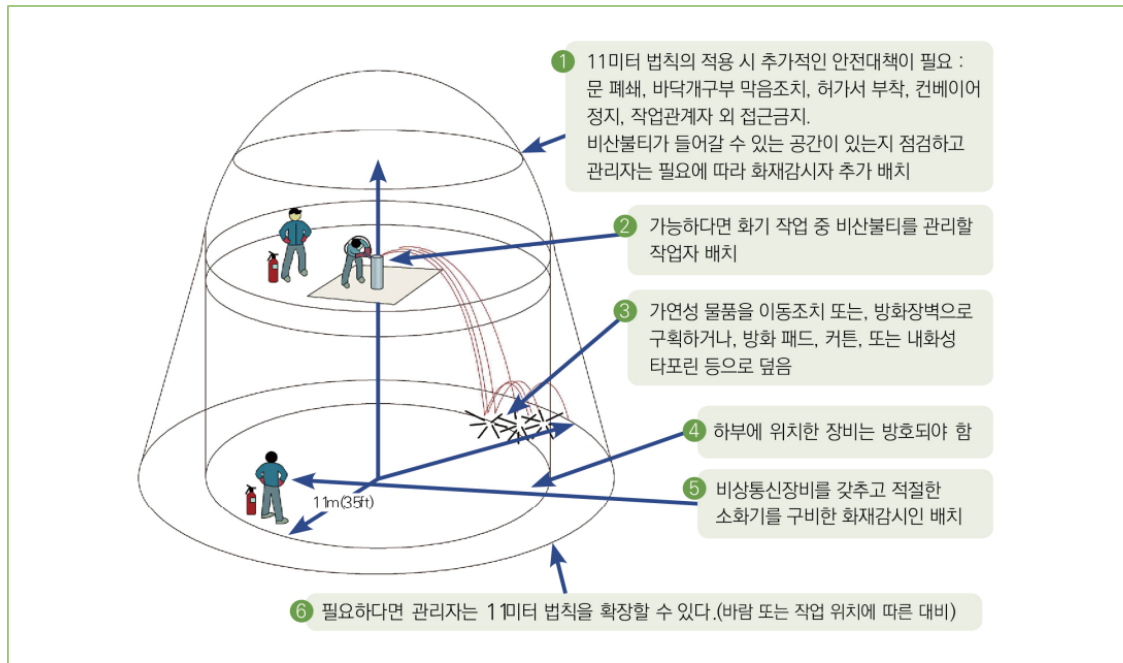 1 11미터 법칙의 적용 시 추가적인 안전대책이 필요 :
문 폐쇄, 바닥개구부 막음조치, 허가서 부착, 컨베이어
정지, 작업관계자 외 접근금지.
비산불티가 들어갈 수 있는 공간이 있는지 점검하고
관리자는 필요에 따라 화재감시자 추가 배치
2 가능하다면 화기 작업 중 비산불티를 관리할
작업자 배치
3 가연성 물품을 이동조치 또는, 방화장벽으로
구획하거나, 방화 패드, 커튼, 또는 내화성
타포린 등으로 덮음
4 하부에 위치한 장비는 방호되야 함
5 비상통신장비를 갖추고 적절한
소화기를 구비한 화재감시인 배치
11m(35ft)
6 필요하다면 관리자는 11미터 법칙을 확장할 수 있다.(바람 또는 작업 위치에 따른 대비)